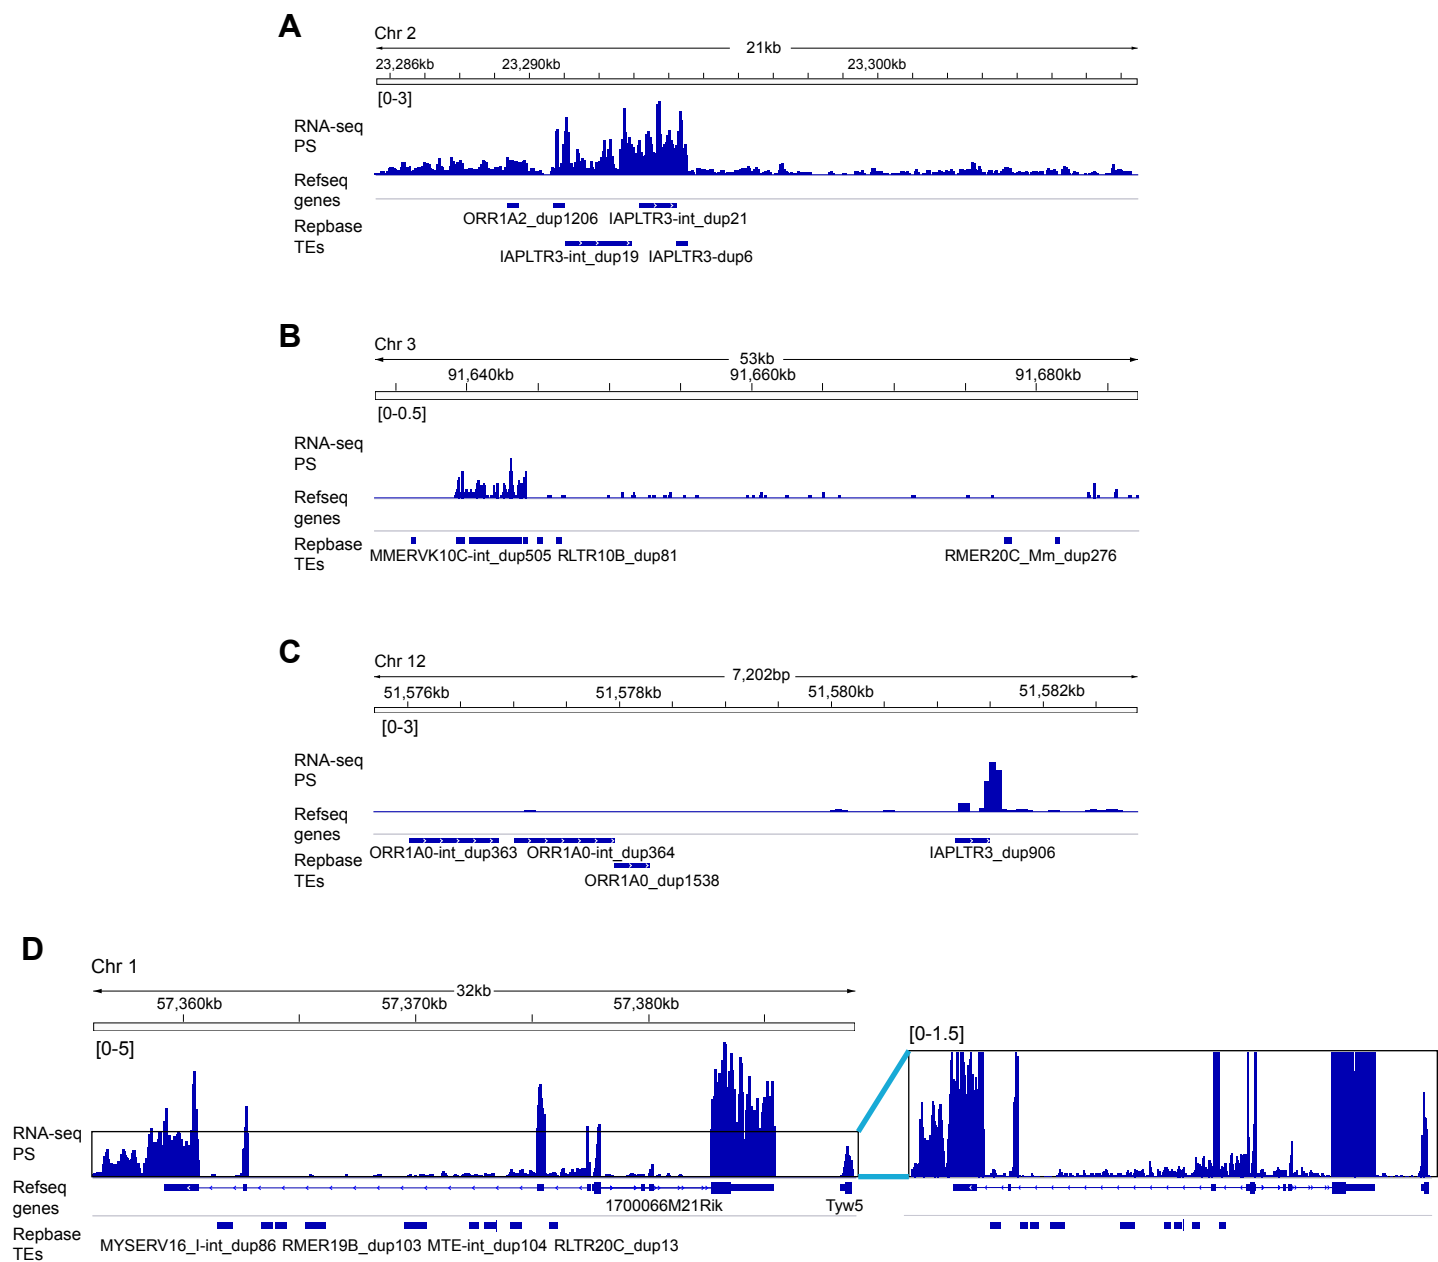 A
Chr 2
21kb
23,286kb 23,290kb 23,300kb
[0-3]
RNA-seq
PS
Refseq
genes
ORR1A2_dup1206 IAPLTR3-int_dup21
Repbase
TEs
IAPLTR3-int_dup19 IAPLTR3-dup6
B
Chr 3
53kb
91,640kb 91,660kb 91,680kb
[0-0.5]
RNA-seq
PS
Refseq
genes
Repbase
TEs
MMERVK10C-int_dup505 RLTR10B_dup81 RMER20C_Mm_dup276
C
Chr 12
7,202bp
51,576kb 51,578kb 51,580kb 51,582kb
[0-3]
RNA-seq
PS
Refseq
genes
ORR1A0-int_dup363 ORR1A0-int_dup364 IAPLTR3_dup906
Repbase
TEs
ORR1A0_dup1538
D
Chr 1
32kb
57,360kb 57,370kb 57,380kb
[0-5] [0-1.5]
RNA-seq
PS
Refseq
genes
1700066M21Rik Tyw5
Repbase
TEs
MYSERV16_I-int_dup86 RMER19B_dup103 MTE-int_dup104 RLTR20C_dup13